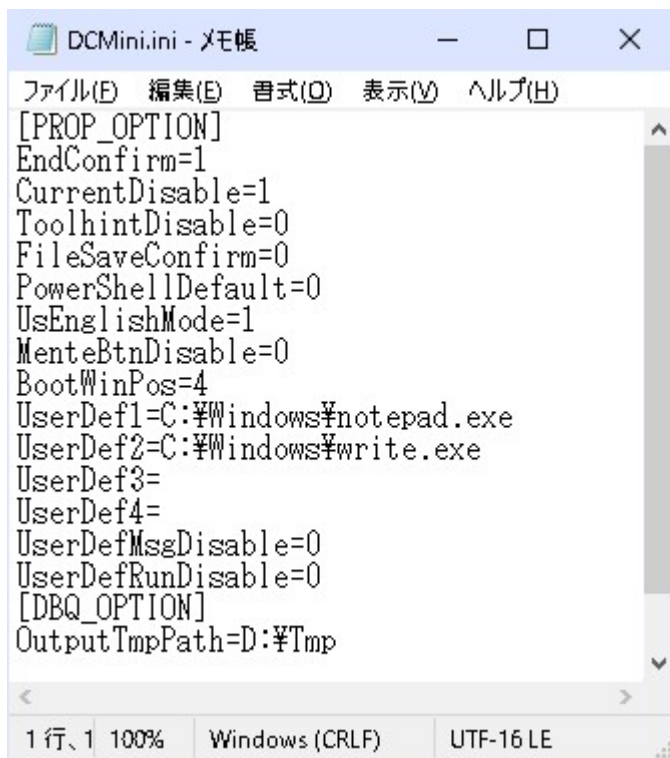 DCMini.ini - メモ帳
ファイル(F) 編集(E) 書式(O) 表示(V) ヘルプ(H)
[PROP_OPTION]
EndConfirm=1
CurrentDisable=1
ToolhintDisable=0
FileSaveConfirm=0
PowerShellDefault=0
UsEnglishMode=1
MenteBtnDisable=0
BootWinPos=4
UserDef1=C:¥Windows¥notepad.exe
UserDef2=C:¥Windows¥write.exe
UserDef3=
UserDef4=
UserDefMsgDisable=0
UserDefRunDisable=0
[DBQ_OPTION]
OutputTmpPath=D:¥Tmp
1 行、1 100% Windows (CRLF) UTF-16 LE